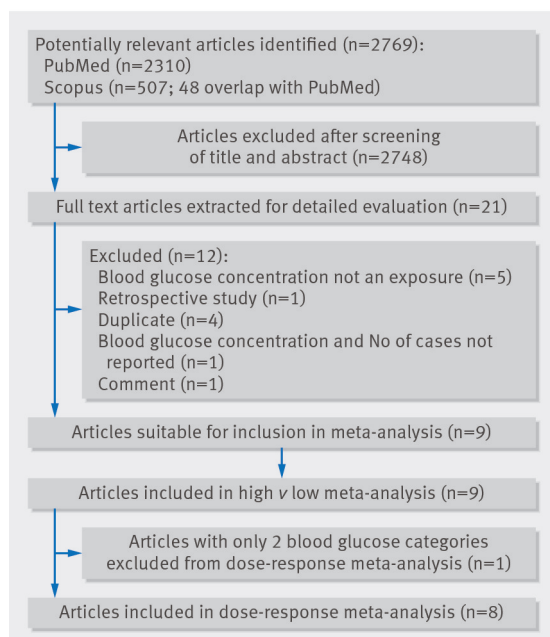 Potentially relevant articles identified (n=2769):
PubMed (n=2310)
Scopus (n=507; 48 overlap with PubMed)
Articles excluded after screening
of title and abstract (n=2748)
Full text articles extracted for detailed evaluation (n=21)
Excluded (n=12):
Blood glucose concentration not an exposure (n=5)
Retrospective study (n=1)
Duplicate (n=4)
Blood glucose concentration and No of cases not
reported (n=1)
Comment (n=1)
Articles suitable for inclusion in meta-analysis (n=9)
Articles included in high v low meta-analysis (n=9)
Articles with only 2 blood glucose categories
excluded from dose-response meta-analysis (n=1)
Articles included in dose-response meta-analysis (n=8)